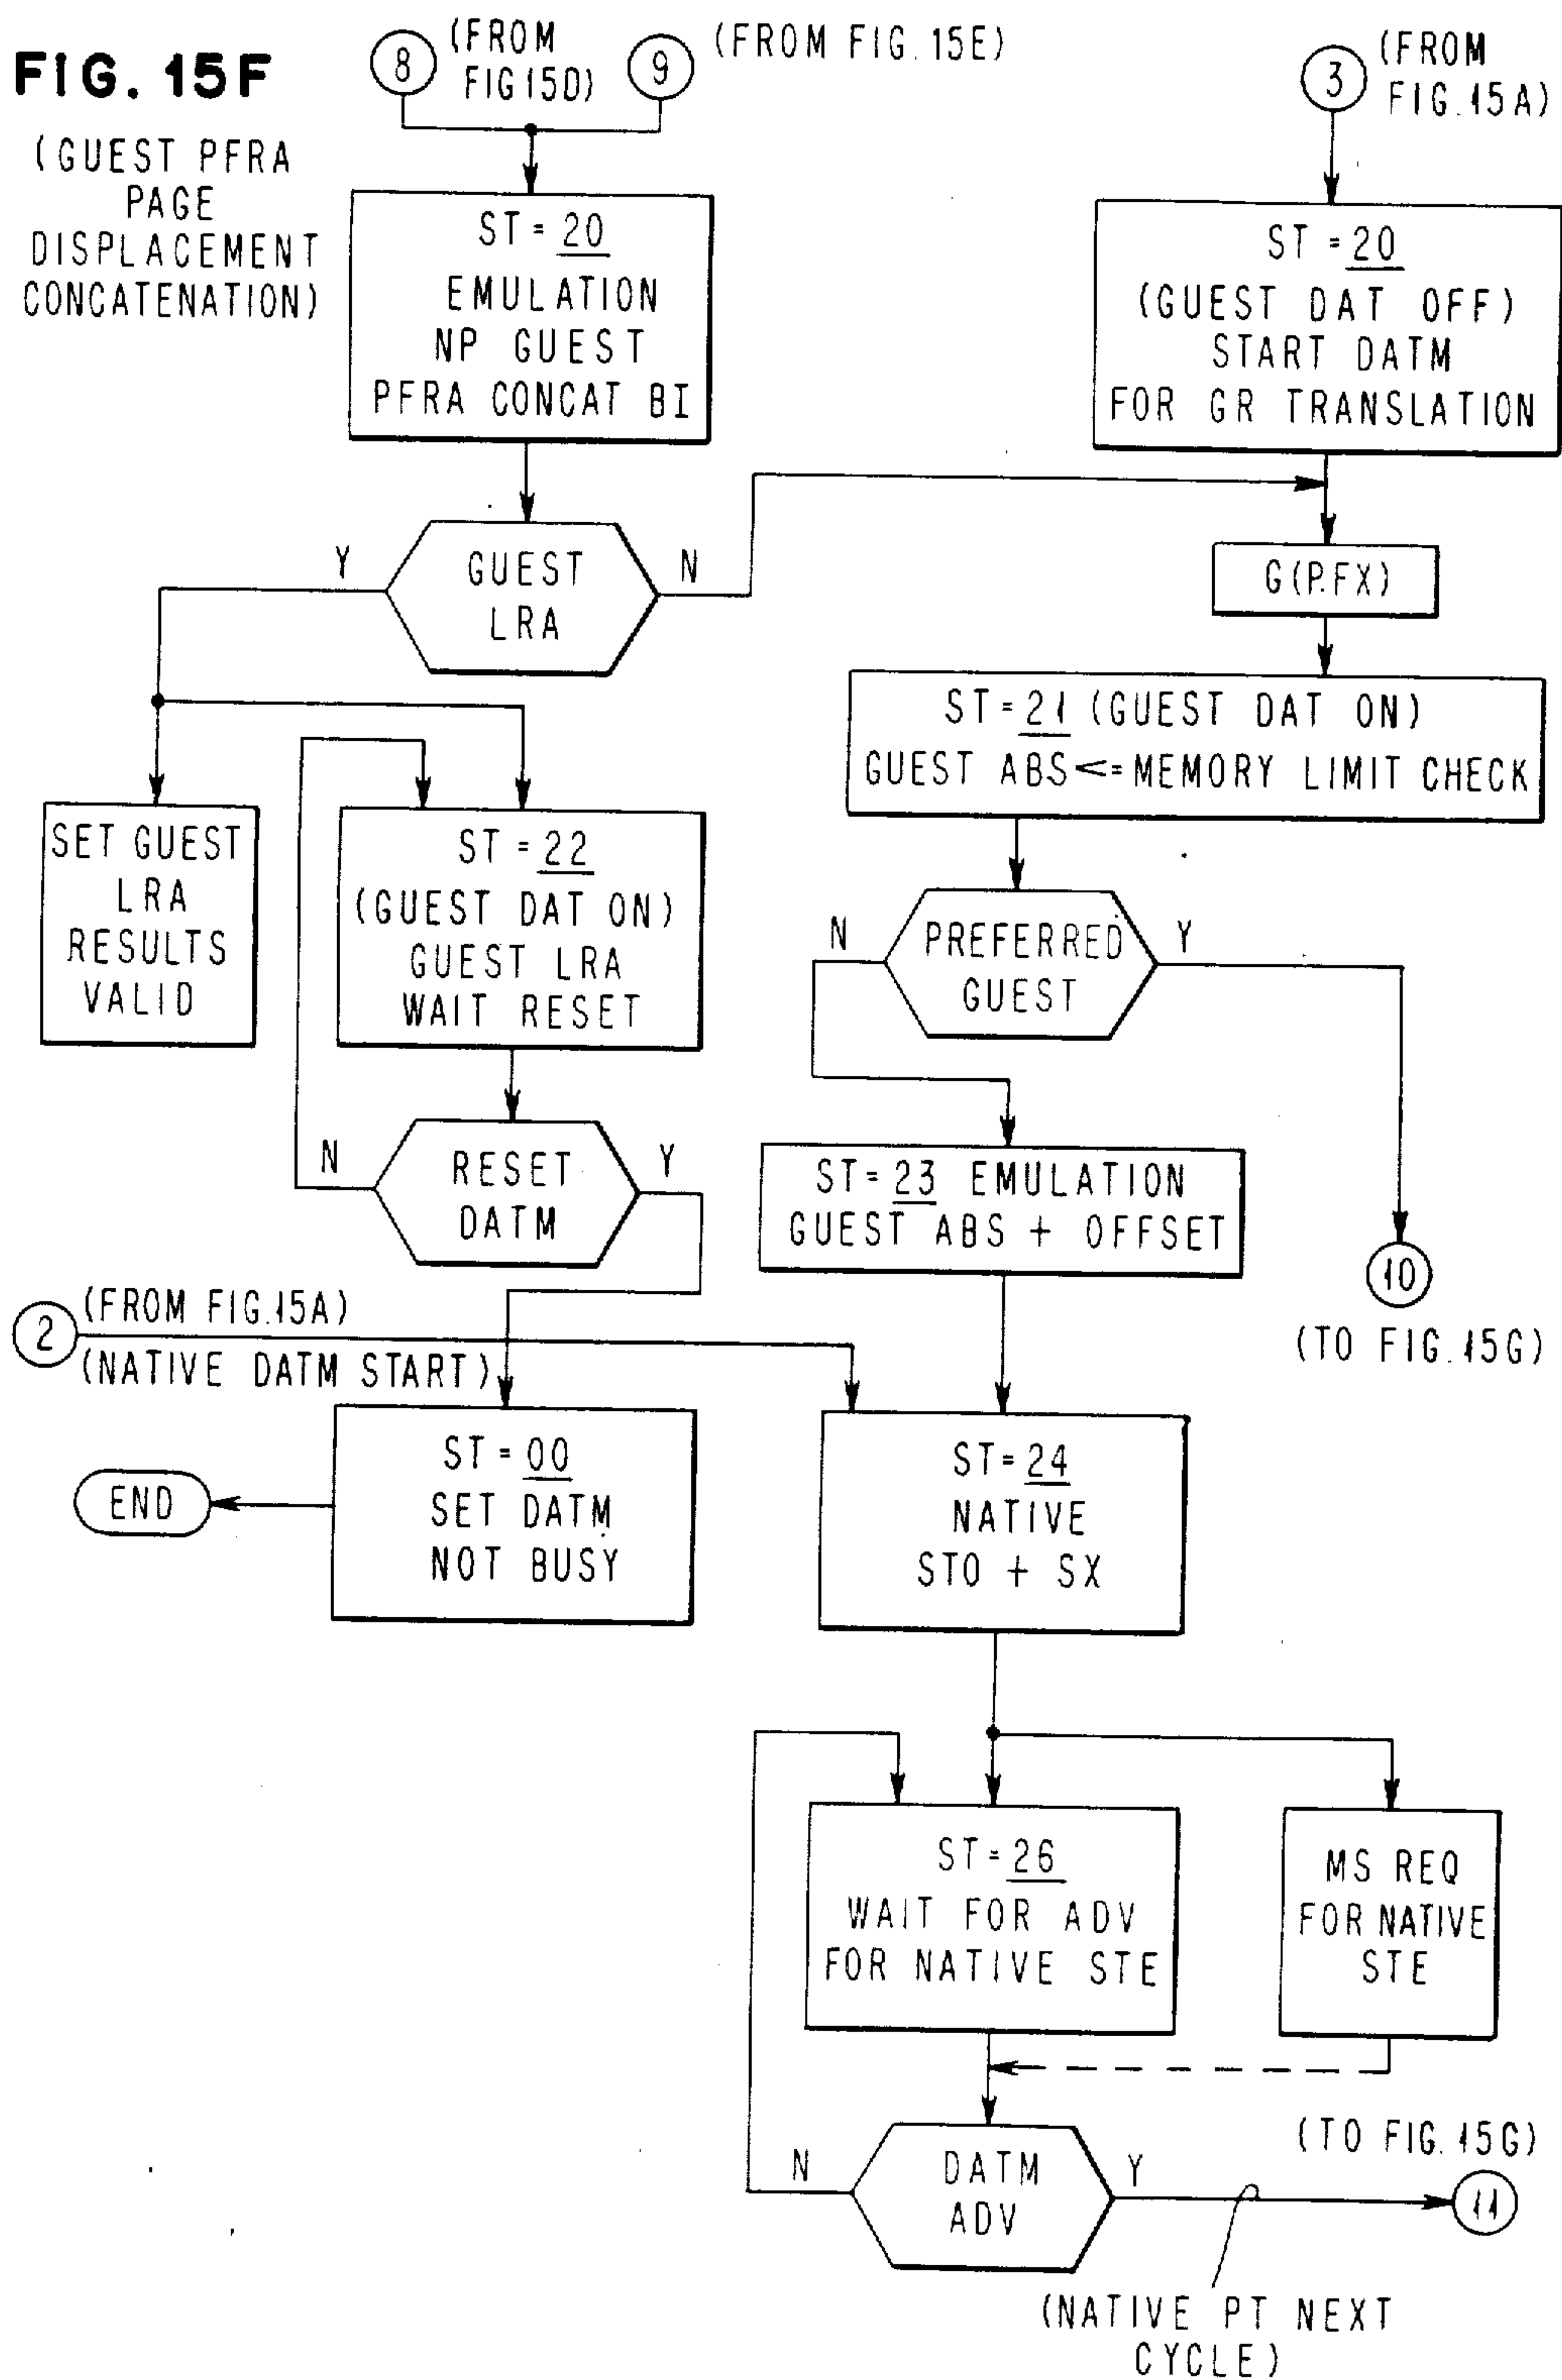 FIG. 15F
(GUEST PFRA
PAGE
DISPLACEMENT
CONCATENATION)
8
(FROM
FIG 15D)
9
(FROM FIG. 15E)
3
(FROM
FIG. 15A)
ST = 20
EMULATION
NP GUEST
PFRA CONCAT BI
ST = 20
(GUEST DAT OFF)
START DATM
FOR GR TRANSLATION
Y
GUEST
LRA
N
G(P.FX)
ST = 21 (GUEST DAT ON)
GUEST ABS <= MEMORY LIMIT CHECK
SET GUEST
LRA
RESULTS
VALID
ST = 22
(GUEST DAT ON)
GUEST LRA
WAIT RESET
N
PREFERRED
GUEST
Y
N
RESET
DATM
Y
ST = 23 EMULATION
GUEST ABS + OFFSET
10
(TO FIG. 15G)
2
(FROM FIG. 15A)
(NATIVE DATM START)
ST = 00
SET DATM
NOT BUSY
END
ST = 24
NATIVE
STO + SX
ST = 26
WAIT FOR ADV
FOR NATIVE STE
MS REQ
FOR NATIVE
STE
N
DATM
ADV
Y
(TO FIG. 15G)
11
(NATIVE PT NEXT
CYCLE)